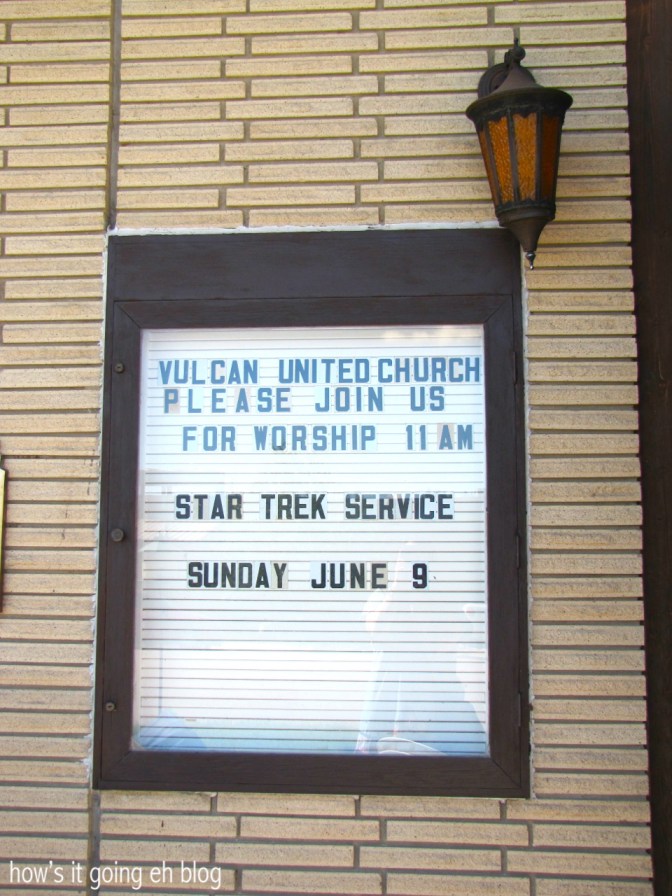 VULCAN UNITED CHURCH
PLEASE JOIN US
FOR WORSHIP 11 AM
STAR TREK SERVICE
SUNDAY JUNE 9
how's it going eh blog